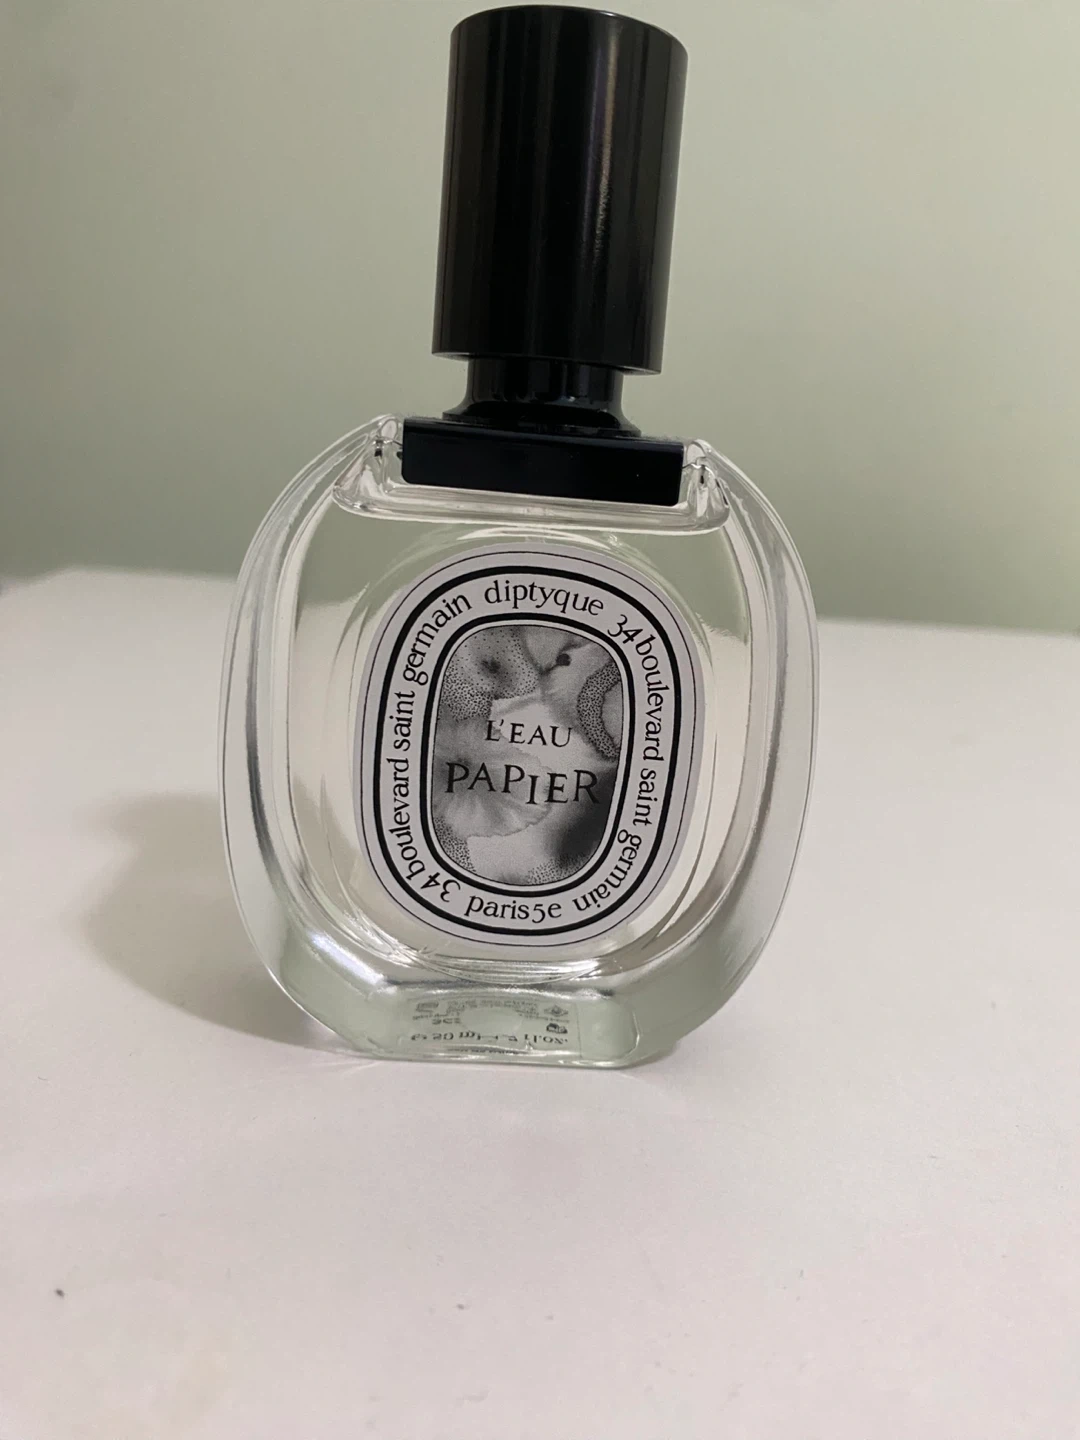 diptyque 34 boulevard saint germain paris5e 34 boulevard saint germain
L'EAU
PAPIER